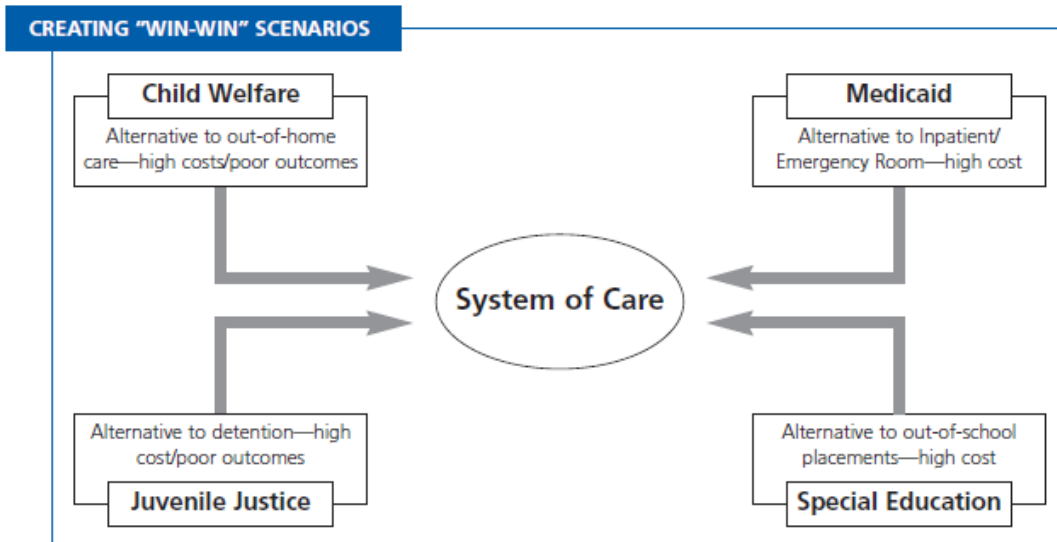 CREATING "WIN-WIN" SCENARIOS
Child Welfare
Alternative to out-of-home
care—high costs/poor outcomes
Medicaid
Alternative to Inpatient/
Emergency Room—high cost
System of Care
Alternative to detention—high
cost/poor outcomes
Juvenile Justice
Alternative to out-of-school
placements—high cost
Special Education